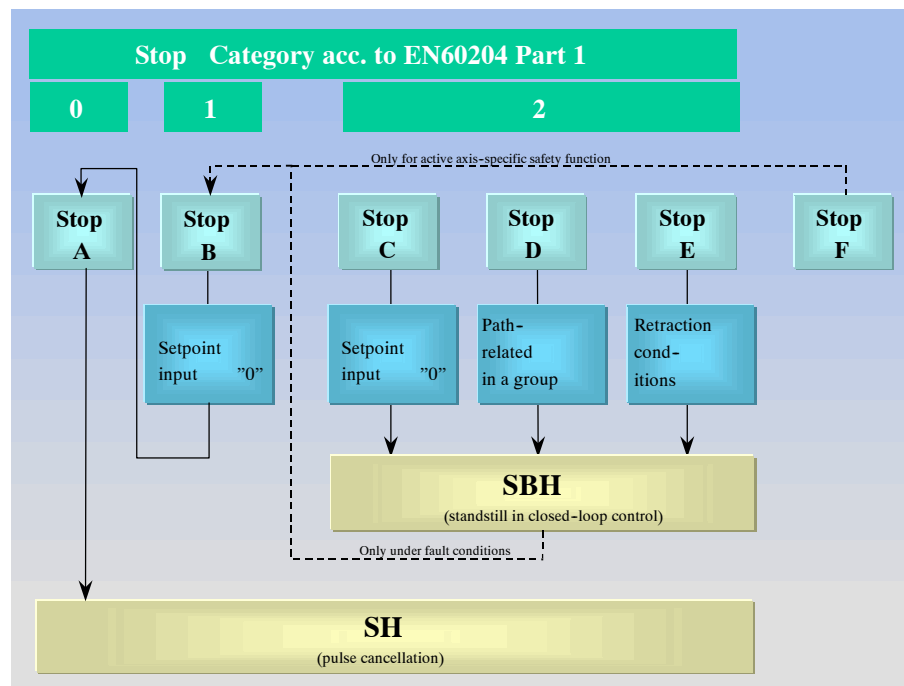 Stop Category acc. to EN60204 Part 1
0
1
2
Only for active axis-specific safety function
Stop
A
Stop
B
Stop
C
Stop
D
Stop
E
Stop
F
Setpoint
input ”0”
Setpoint
input ”0”
Path-
related
in a group
Retraction
cond-
itions
SBH
(standstill in closed-loop control)
Only under fault conditions
SH
(pulse cancellation)